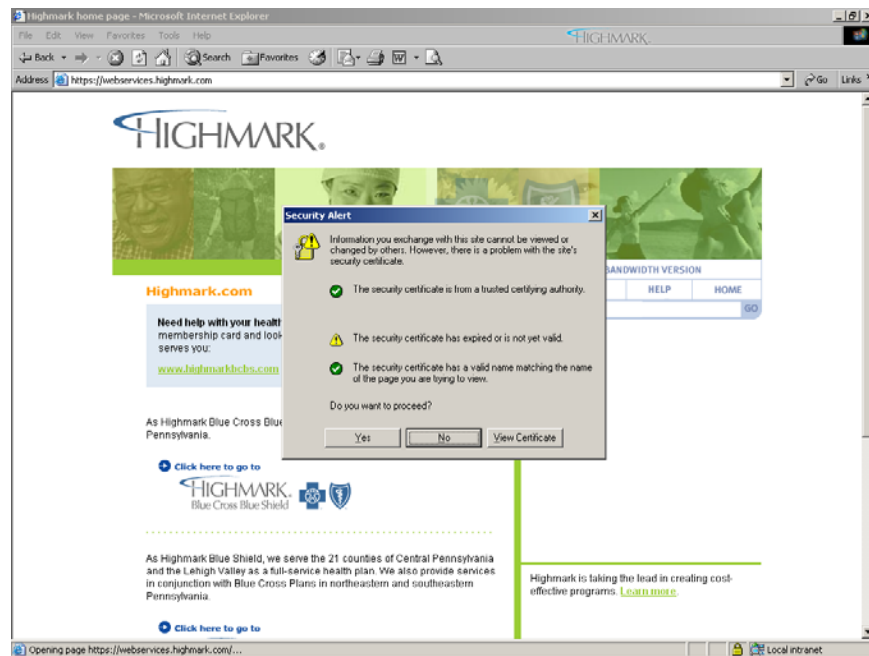 Highmark home page - Microsoft Internet Explorer
File Edit View Favorites Tools Help
HIGHMARK.
Back Search Favorites
Address https://webservices.highmark.com Go Links
HIGHMARK®
Security Alert
Information you exchange with this site cannot be viewed or
changed by others. However, there is a problem with the site's
security certificate.
The security certificate is from a trusted certifying authority.
The security certificate has expired or is not yet valid.
The security certificate has a valid name matching the name
of the page you are trying to view.
Do you want to proceed?
Yes No View Certificate
BANDWIDTH VERSION
HELP HOME
GO
Highmark.com
Need help with your health
membership card and look
serves you:
www.highmarkbcbs.com
As Highmark Blue Cross Blue
Pennsylvania.
Click here to go to
HIGHMARK.
Blue Cross Blue Shield
As Highmark Blue Shield, we serve the 21 counties of Central Pennsylvania
and the Lehigh Valley as a full-service health plan. We also provide services
in conjunction with Blue Cross Plans in northeastern and southeastern
Pennsylvania.
Click here to go to
Highmark is taking the lead in creating cost-
effective programs. Learn more.
Opening page https://webservices.highmark.com/... Local intranet